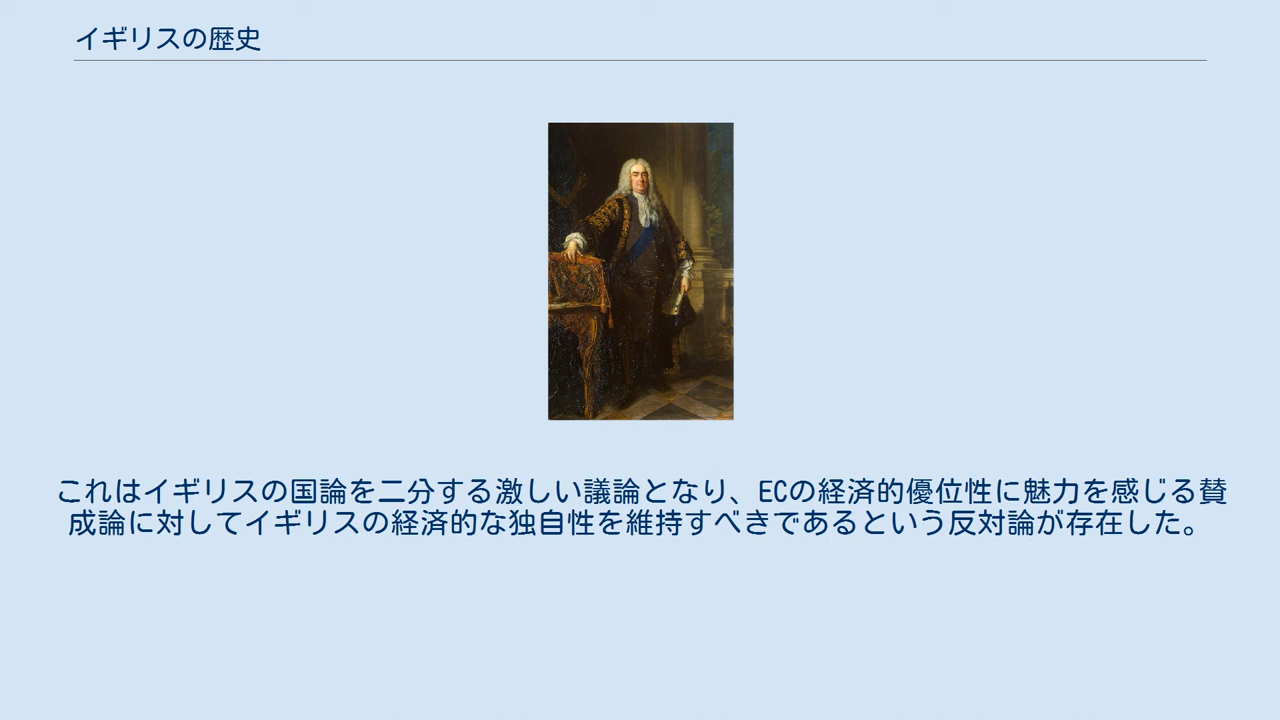 イギリスの歴史
これはイギリスの国論を二分する激しい議論となり、ECの経済的優位性に魅力を感じる賛
成論に対してイギリスの経済的な独自性を維持すべきであるという反対論が存在した。